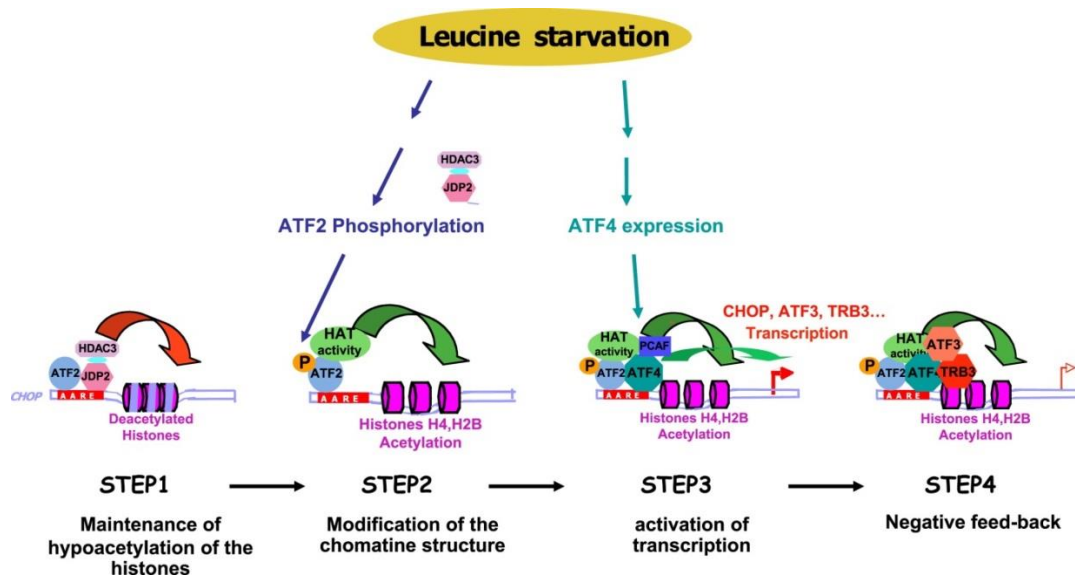 Leucine starvation
HDAC3
JDP2
ATF2 Phosphorylation
ATF4 expression
HDAC3
ATF2
JDP2
CHOP
AARE
Deacetylated
Histones
HAT
activity
P
ATF2
AARE
Histones H4,H2B
Acetylation
CHOP, ATF3, TRB3...
Transcription
HAT
activity
PCAF
P
ATF2
ATF4
AARE
Histones H4,H2B
Acetylation
HAT
activity
ATF3
P
ATF2
ATF4
TRB3
AARE
Histones H4,H2B
Acetylation
STEP1
STEP2
STEP3
STEP4
Maintenance of
hypoacetylation of the
histones
Modification of the
chomatine structure
activation of
transcription
Negative feed-back